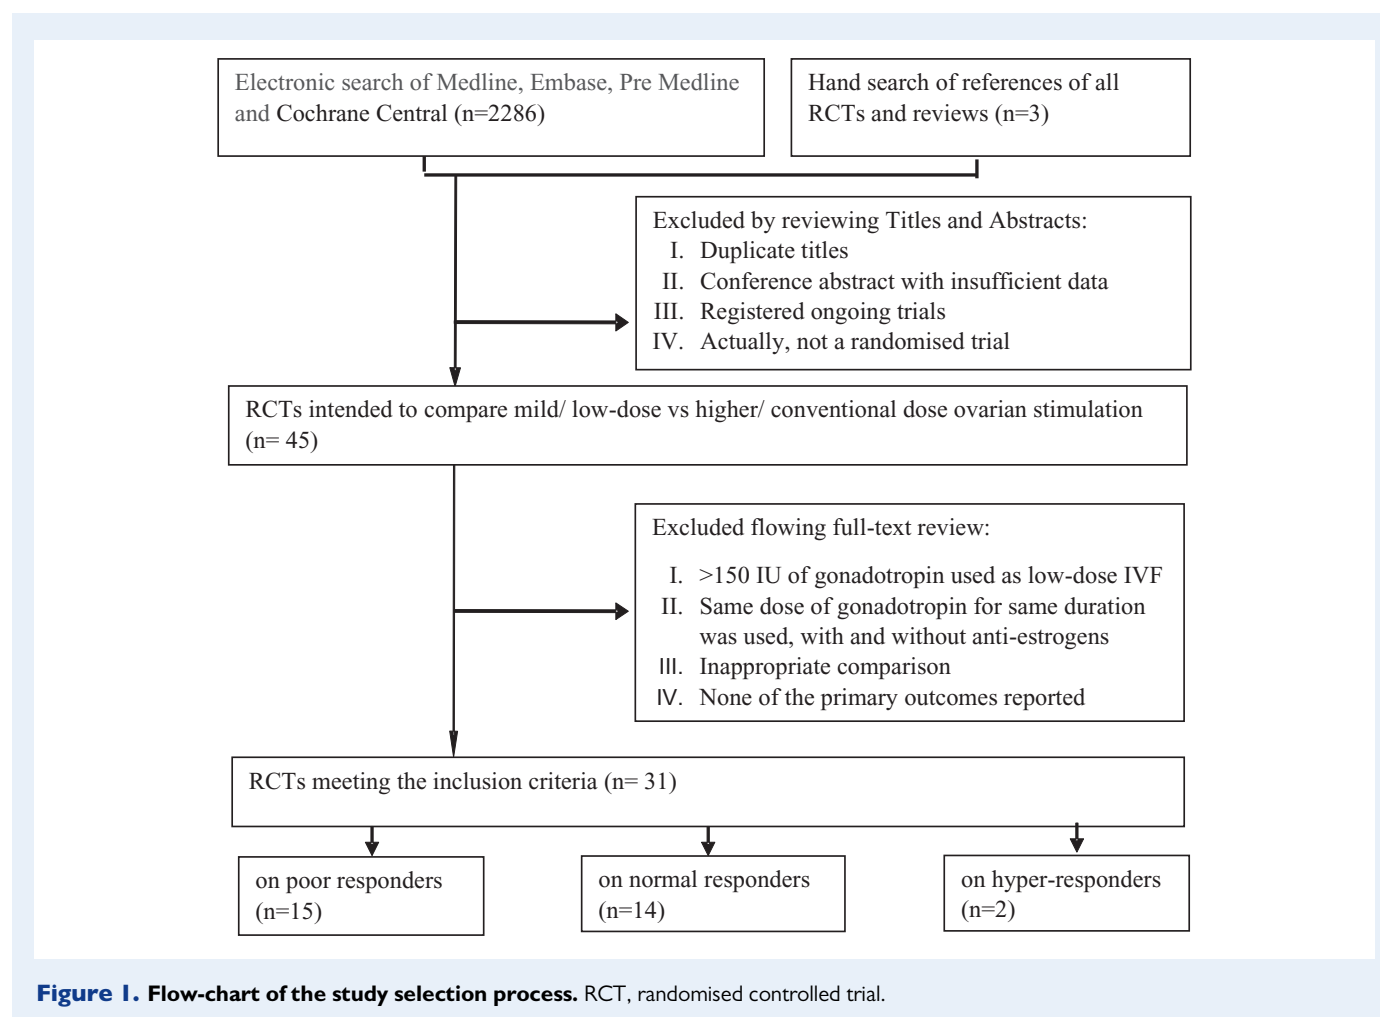 Electronic search of Medline, Embase, Pre Medline
and Cochrane Central (n=2286)
Hand search of references of all
RCTs and reviews (n=3)
Excluded by reviewing Titles and Abstracts:
I. Duplicate titles
II. Conference abstract with insufficient data
III. Registered ongoing trials
IV. Actually, not a randomised trial
RCTs intended to compare mild/ low-dose vs higher/ conventional dose ovarian stimulation
(n= 45)
Excluded flowing full-text review:
I. >150 IU of gonadotropin used as low-dose IVF
II. Same dose of gonadotropin for same duration
was used, with and without anti-estrogens
III. Inappropriate comparison
IV. None of the primary outcomes reported
RCTs meeting the inclusion criteria (n= 31)
on poor responders
(n=15)
on normal responders
(n=14)
on hyper-responders
(n=2)
Figure 1. Flow-chart of the study selection process. RCT, randomised controlled trial.